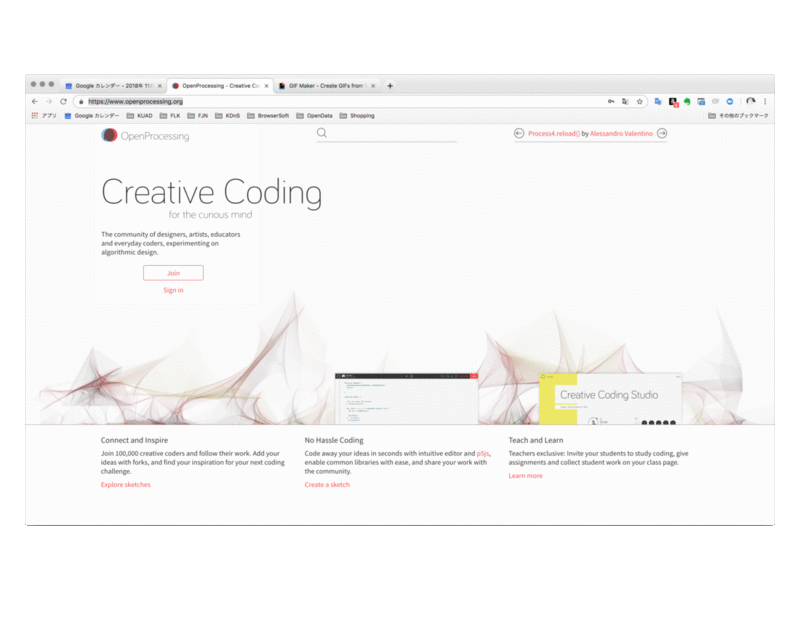 Google カレンダー - 2018年 11月
OpenProcessing - Creative Co
GIF Maker - Create GIFs from
https://www.openprocessing.org
アプリ
Google カレンダー
KUAD
FLK
FJN
KDnS
BrowserSoft
OpenData
Shopping
その他のブックマーク
OpenProcessing
Process4.reload() by Alessandro Valentino
Creative Coding
for the curious mind
The community of designers, artists, educators
and everyday coders, experimenting on
algorithmic design.
Join
Sign in
Creative Coding Studio
Connect and Inspire
Join 100,000 creative coders and follow their work. Add your
ideas with forks, and find your inspiration for your next coding
challenge.
Explore sketches
No Hassle Coding
Code away your ideas in seconds with intuitive editor and p5js,
enable common libraries with ease, and share your work with
the community.
Create a sketch
Teach and Learn
Teachers exclusive: Invite your students to study coding, give
assignments and collect student work on your class page.
Learn more